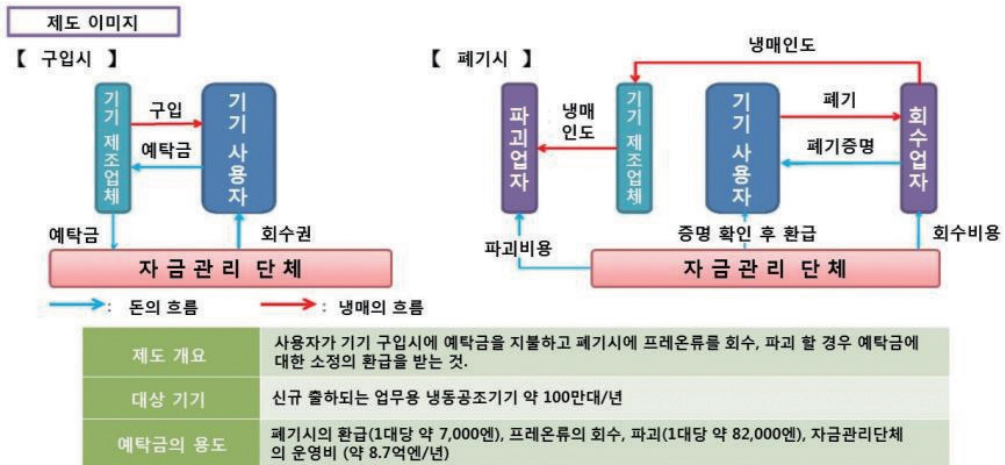 제도 이미지
【 구입시 】
기기 제조업체
구입
예탁금
기기 사용자
예탁금
회수권
자금관리 단체
→: 돈의 흐름
→: 냉매의 흐름
【 폐기시 】
냉매인도
파괴업자
냉매
인도
기기 제조업체
기기 사용자
폐기
폐기증명
회수업자
파괴비용
증명 확인 후 환급
회수비용
자금관리 단체
제도 개요
사용자가 기기 구입시에 예탁금을 지불하고 폐기시에 프레온류를 회수, 파괴 할 경우 예탁금에
대한 소정의 환급을 받는 것.
대상 기기
신규 출하되는 업무용 냉동공조기기 약 100만대/년
예탁금의 용도
폐기시의 환급(1대당 약 7,000엔), 프레온류의 회수, 파괴(1대당 약 82,000엔), 자금관리단체
의 운영비 (약 8.7억엔/년)